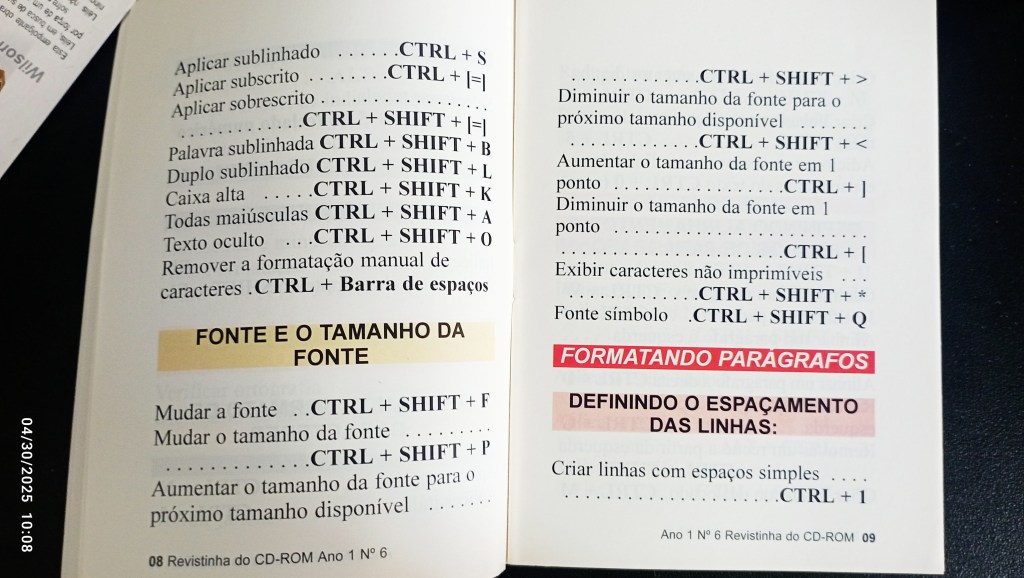 Wilson
Aplicar sublinhado . . . . . .CTRL + S
Aplicar subscrito . . . . . . . .CTRL + |=|
Aplicar sobrescrito . . . . . . . . . . . . . . . .
. . . . . . . . . . . .CTRL + SHIFT + |=|
Palavra sublinhada CTRL + SHIFT + B
Duplo sublinhado CTRL + SHIFT + L
Caixa alta . . . . .CTRL + SHIFT + K
Todas maiúsculas CTRL + SHIFT + A
Texto oculto . . .CTRL + SHIFT + O
Remover a formatação manual de
caracteres .CTRL + Barra de espaços
FONTE E O TAMANHO DA
FONTE
Mudar a fonte . .CTRL + SHIFT + F
Mudar o tamanho da fonte . . . . . . . . .
. . . . . . . . . . . . .CTRL + SHIFT + P
Aumentar o tamanho da fonte para o
próximo tamanho disponível . . . . . . .
08 Revistinha do CD-ROM Ano 1 Nº 6
. . . . . . . . . . . . .CTRL + SHIFT + >
Diminuir o tamanho da fonte para o
próximo tamanho disponível . . . . . . .
. . . . . . . . . . . . .CTRL + SHIFT + <
Aumentar o tamanho da fonte em 1
ponto . . . . . . . . . . . . . . . . .CTRL + ]
Diminuir o tamanho da fonte em 1
ponto . . . . . . . . . . . . . . . . . . . . . . . . .
CTRL + [
Exibir caracteres não imprimíveis . . .
. . . . . . . . . . . . .CTRL + SHIFT + *
Fonte símbolo .CTRL + SHIFT + Q
FORMATANDO PARÁGRAFOS
DEFININDO O ESPAÇAMENTO
DAS LINHAS:
Criar linhas com espaços simples . . . .
. . . . . . . . . . . . . . . . . . . . .CTRL + 1
Ano 1 Nº 6 Revistinha do CD-ROM 09
04/30/2025 10:08